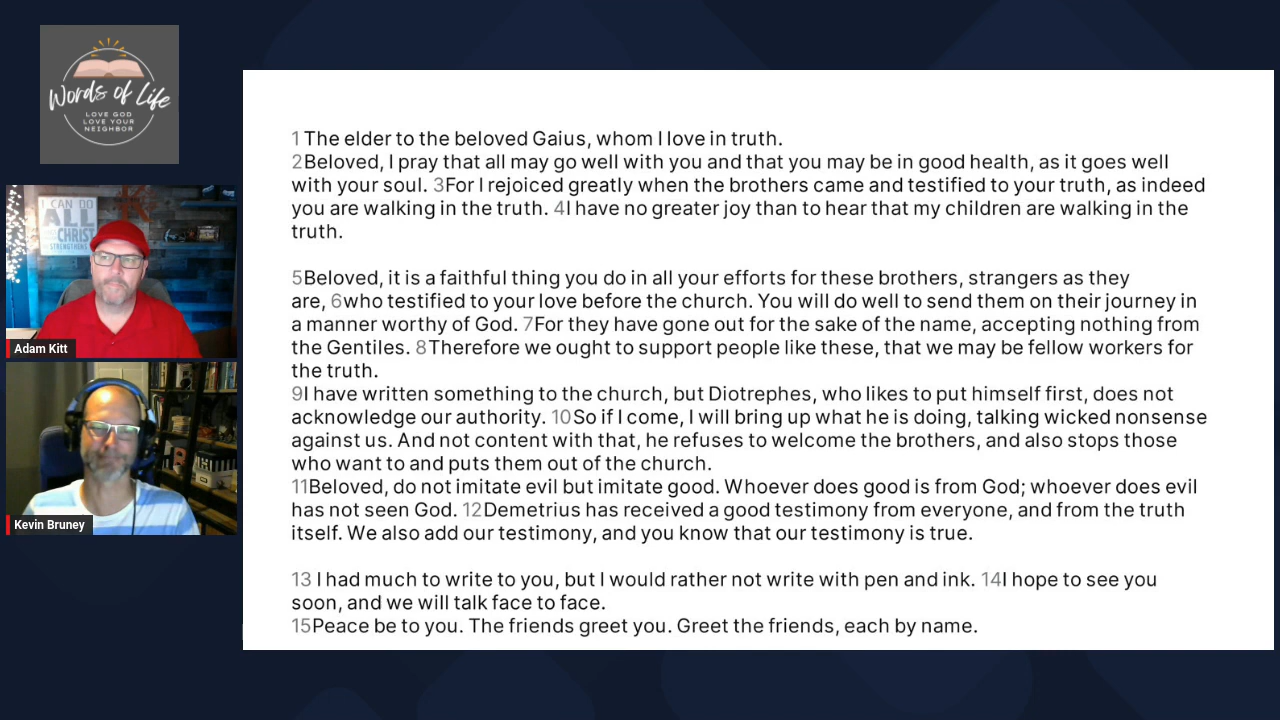 Words of Life
LOVE GOD
LOVE YOUR
NEIGHBOR
I CAN DO
ALL
CHRIST
STRENGTHENS
Adam Kitt
Kevin Bruney
1 The elder to the beloved Gaius, whom I love in truth.
2Beloved, I pray that all may go well with you and that you may be in good health, as it goes well
with your soul. 3For I rejoiced greatly when the brothers came and testified to your truth, as indeed
you are walking in the truth. 4I have no greater joy than to hear that my children are walking in the
truth.
5Beloved, it is a faithful thing you do in all your efforts for these brothers, strangers as they
are, 6who testified to your love before the church. You will do well to send them on their journey in
a manner worthy of God. 7For they have gone out for the sake of the name, accepting nothing from
the Gentiles. 8Therefore we ought to support people like these, that we may be fellow workers for
the truth.
9I have written something to the church, but Diotrephes, who likes to put himself first, does not
acknowledge our authority. 10So if I come, I will bring up what he is doing, talking wicked nonsense
against us. And not content with that, he refuses to welcome the brothers, and also stops those
who want to and puts them out of the church.
11Beloved, do not imitate evil but imitate good. Whoever does good is from God; whoever does evil
has not seen God. 12Demetrius has received a good testimony from everyone, and from the truth
itself. We also add our testimony, and you know that our testimony is true.
13 I had much to write to you, but I would rather not write with pen and ink. 14I hope to see you
soon, and we will talk face to face.
15Peace be to you. The friends greet you. Greet the friends, each by name.